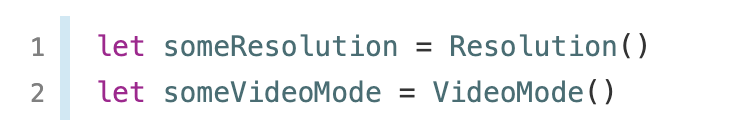 1 let someResolution = Resolution()
2 let someVideoMode = VideoMode()